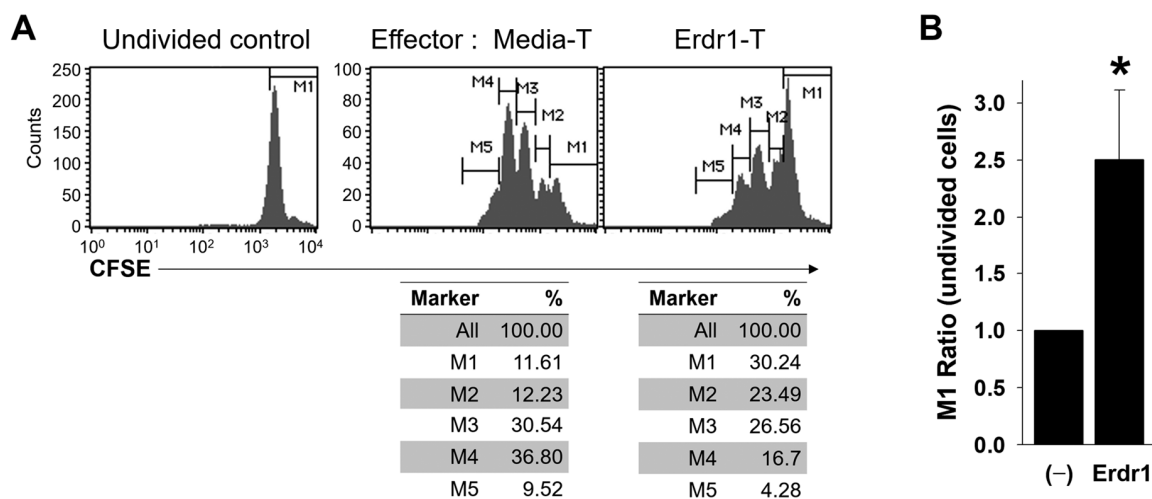 A
B
Undivided control
Effector : Media-T
Erdr1-T
Counts
250
200
150
100
50
0
M1
100
80
60
40
20
0
M4
M3
M2
M5
M1
M1
M3
M2
M4
M5
10⁰ 10¹ 10² 10³ 10⁴
CFSE
Marker %
All 100.00
M1 11.61
M2 12.23
M3 30.54
M4 36.80
M5 9.52
Marker %
All 100.00
M1 30.24
M2 23.49
M3 26.56
M4 16.7
M5 4.28
M1 Ratio (undivided cells)
*
3.0
2.5
2.0
1.5
1.0
0.5
0.0
(–) Erdr1